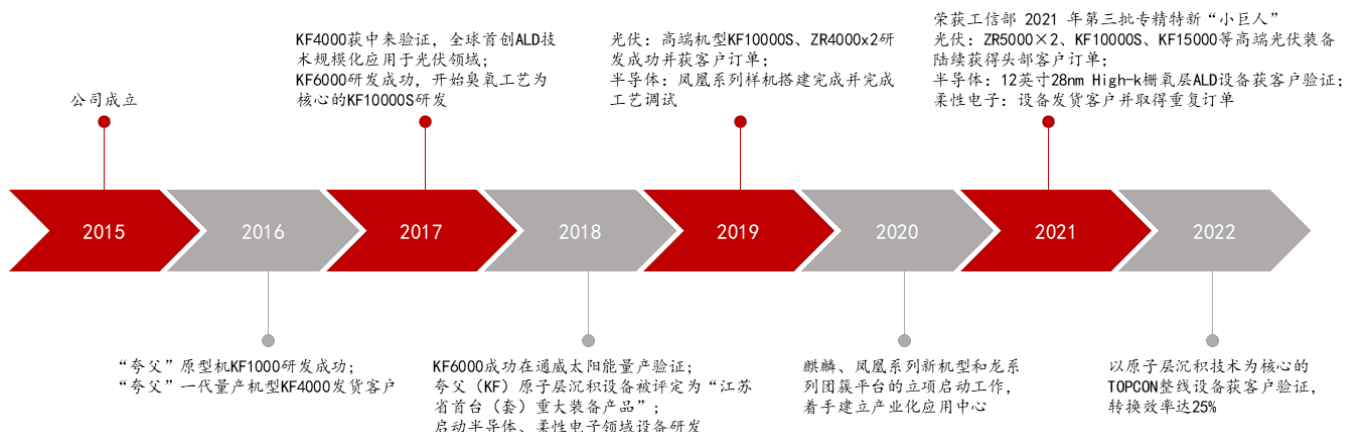 公司成立
KF4000获中来验证，全球首创ALD技
术规模化应用于光伏领域；
KF6000研发成功，开始臭氧工艺为
核心的KF10000S研发
光伏：高端机型KF10000S、ZR4000x2研
发成功并获客户订单；
半导体：凤凰系列样机搭建完成并完成
工艺调试
荣获工信部 2021 年第三批专精特新“小巨人”
光伏：ZR5000×2、KF10000S、KF15000等高端光伏装备
陆续获得头部客户订单；
半导体：12英寸28nm High-k栅氧层ALD设备获客户验证；
柔性电子：设备发货客户并取得重复订单
2015
2016
2017
2018
2019
2020
2021
2022
“夸父”原型机KF1000研发成功；
“夸父”一代量产机型KF4000发货客户
KF6000成功在通威太阳能量产验证；
夸父（KF）原子层沉积设备被评定为“江苏
省首台（套）重大装备产品”；
启动半导体、柔性电子领域设备研发
麒麟、凤凰系列新机型和龙系
列团簇平台的立项启动工作，
着手建立产业化应用中心
以原子层沉积技术为核心的
TOPCON整线设备获客户验证，
转换效率达25%